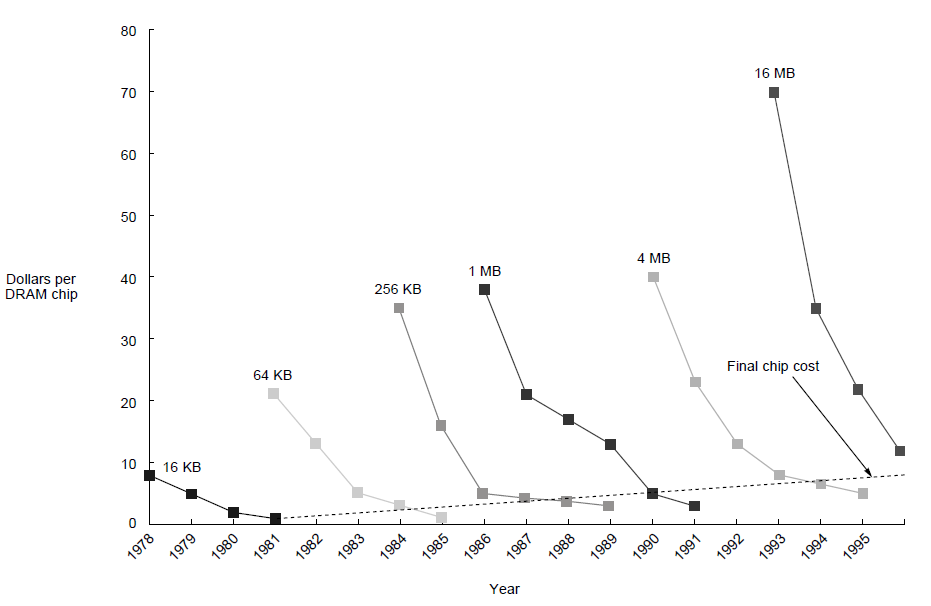 80
70
60
50
40
30
20
10
0
Dollars per
DRAM chip
16 KB
64 KB
256 KB
1 MB
4 MB
16 MB
Final chip cost
1978
1979
1980
1981
1982
1983
1984
1985
1986
1987
1988
1989
1990
1991
1992
1993
1994
1995
Year